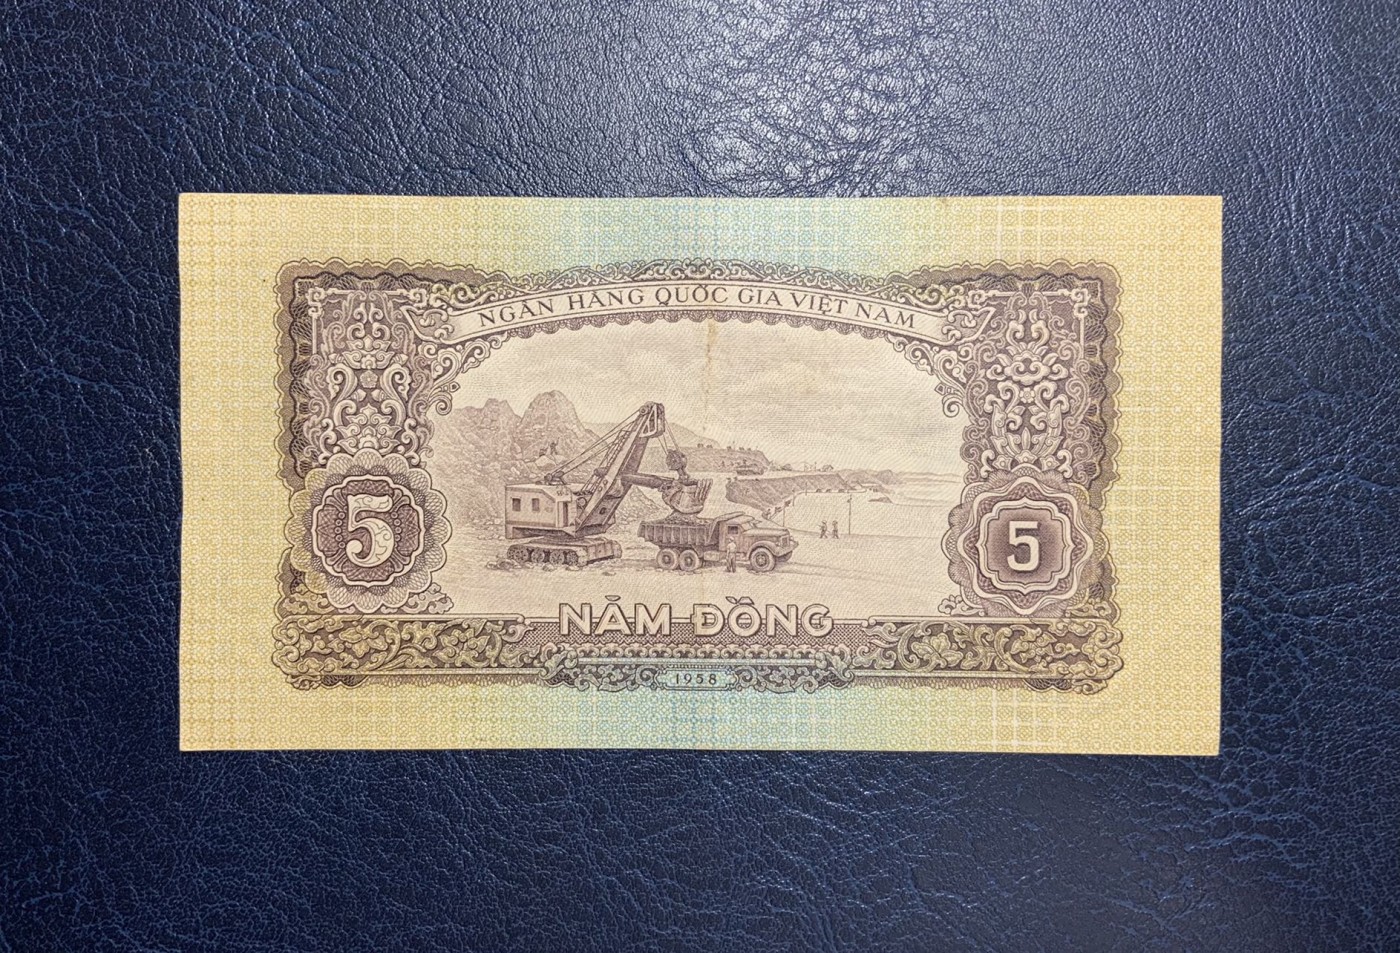 NGÂN HÀNG QUỐC GIA VIỆT NAM
5
5
NĂM ĐỒNG
1958